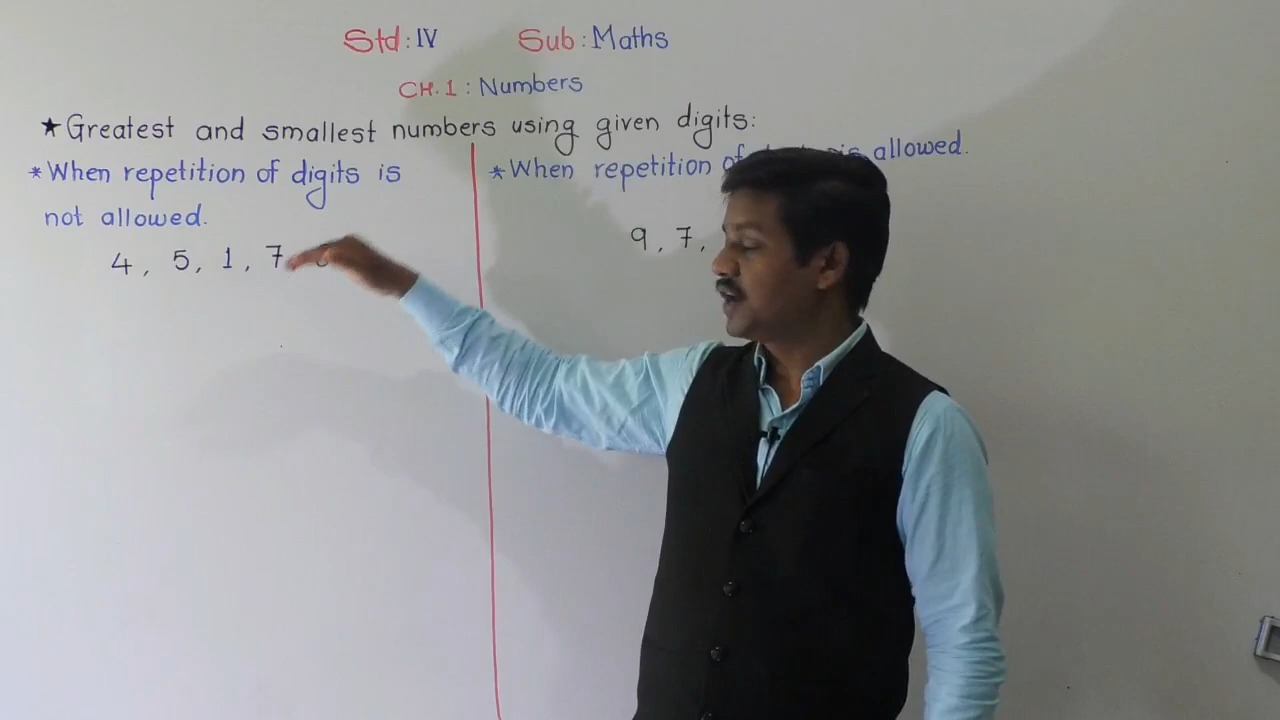 Std : IV Sub : Maths
CH. 1 : Numbers
★ Greatest and smallest numbers using given digits:
* When repetition of digits is
not allowed.
4, 5, 1, 7
* When repetition of is allowed.
9, 7,